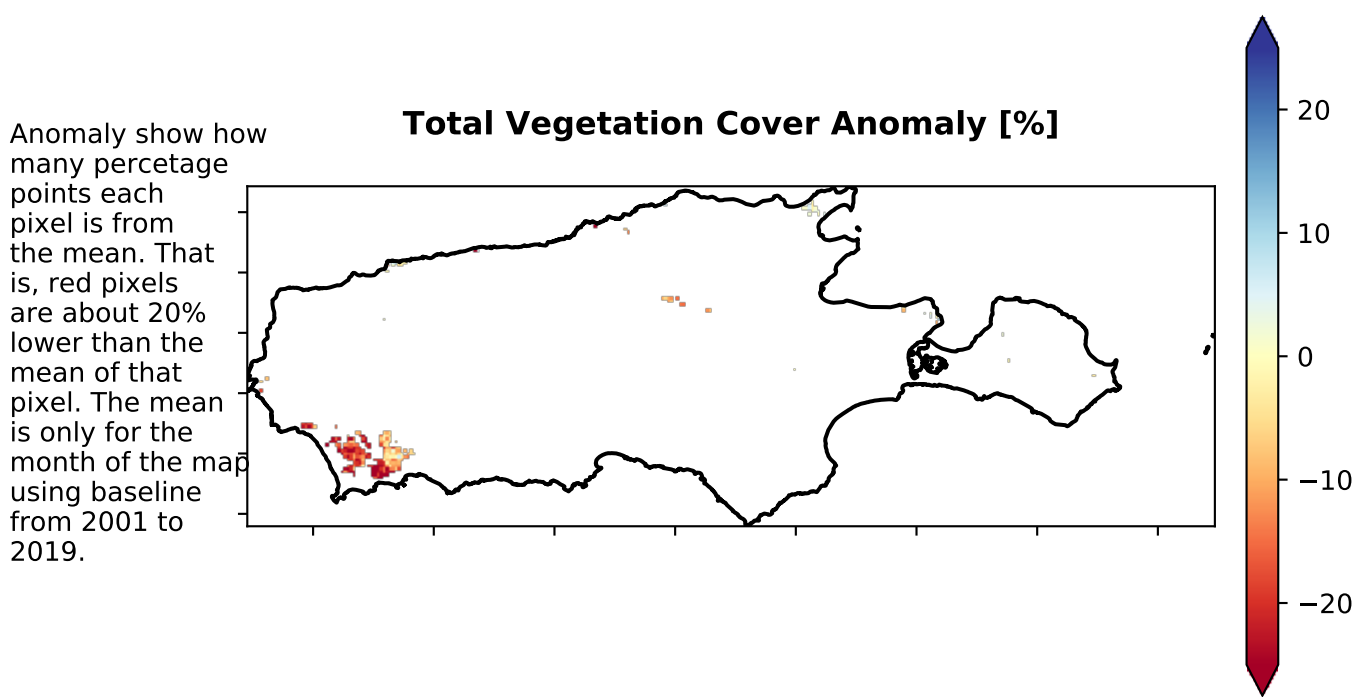 Total Vegetation Cover Anomaly [%]
Anomaly show how
many percetage
points each
pixel is from
the mean. That
is, red pixels
are about 20%
lower than the
mean of that
pixel. The mean
is only for the
month of the map
using baseline
from 2001 to
2019.
20
10
0
−10
−20